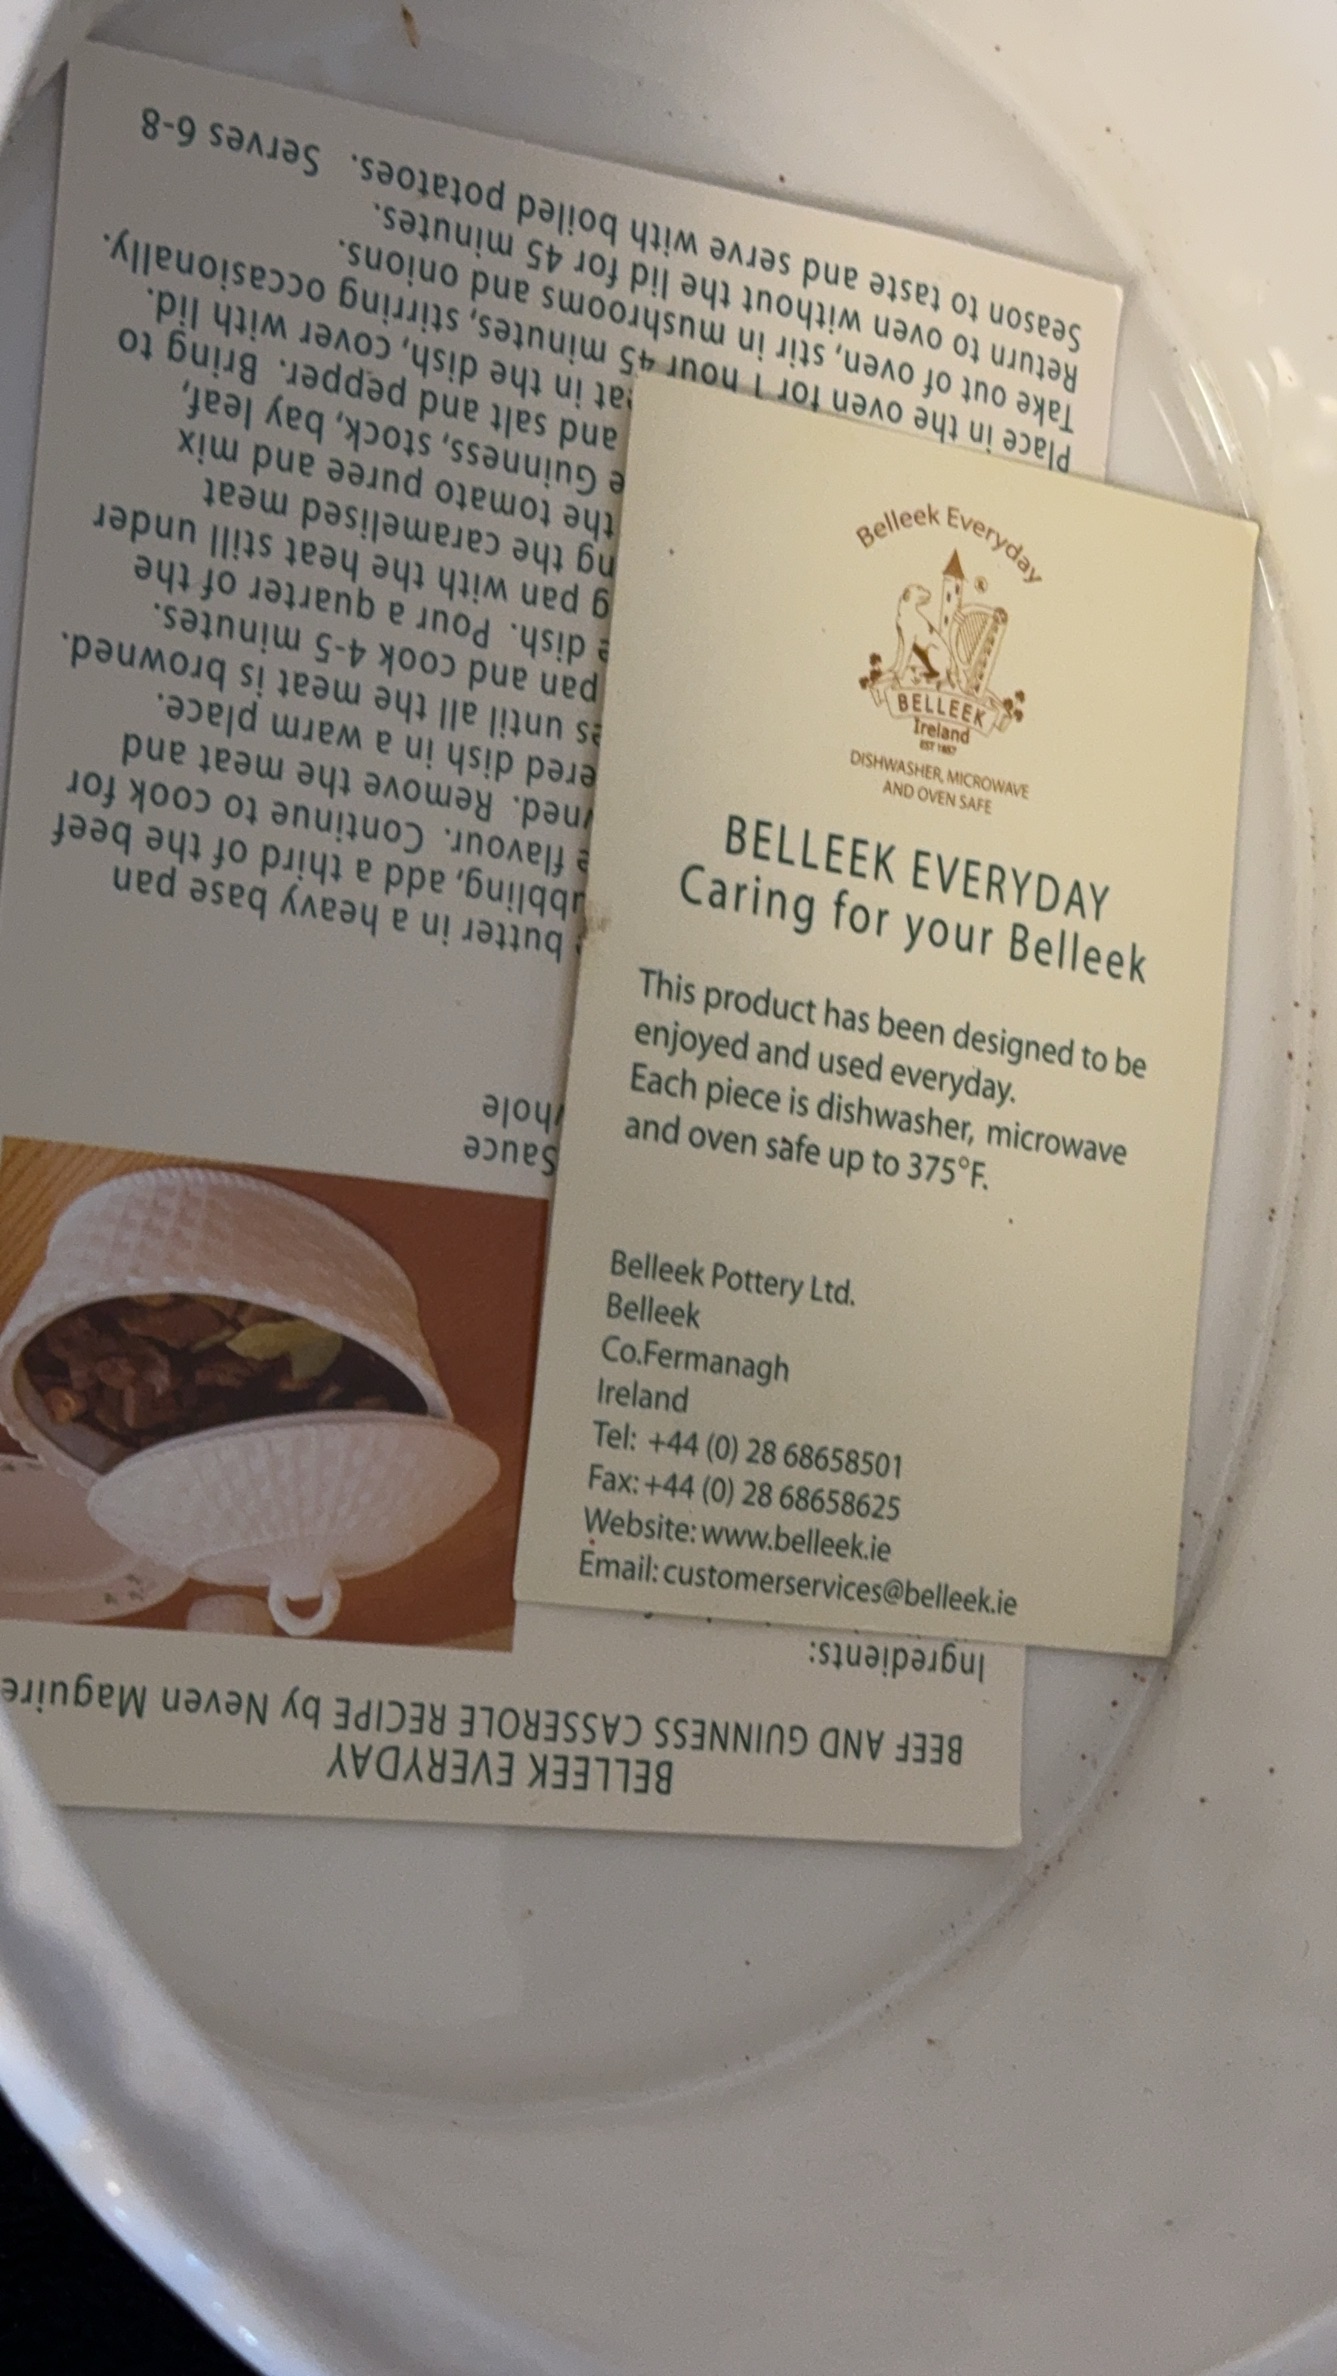 Belleek Everyday
®
BELLEEK
Ireland
EST 1857
DISHWASHER, MICROWAVE
AND OVEN SAFE
BELLEEK EVERYDAY
Caring for your Belleek
This product has been designed to be
enjoyed and used everyday.
Each piece is dishwasher, microwave
and oven safe up to 375°F.
Belleek Pottery Ltd.
Belleek
Co.Fermanagh
Ireland
Tel: +44 (0) 28 68658501
Fax: +44 (0) 28 68658625
Website: www.belleek.ie
Email: customerservices@belleek.ie
BELLEEK EVERYDAY
BEEF AND GUINNESS CASSEROLE RECIPE by Neven Maguire
Ingredients:
Sauce
hole
butter in a heavy base pan
bbling, add a third of the beef
flavour. Continue to cook for
ned. Remove the meat and
ered dish in a warm place.
es until all the meat is browned.
pan and cook 4-5 minutes.
e dish. Pour a quarter of the
g pan with the heat still under
ng the caramelised meat
the tomato puree and mix
e Guinness, stock, bay leaf,
and salt and pepper. Bring to
eat in the dish, cover with lid.
Place in the oven for 1 hour 45 minutes, stirring occasionally.
Take out of oven, stir in mushrooms and onions.
Return to oven without the lid for 45 minutes.
Season to taste and serve with boiled potatoes. Serves 6-8